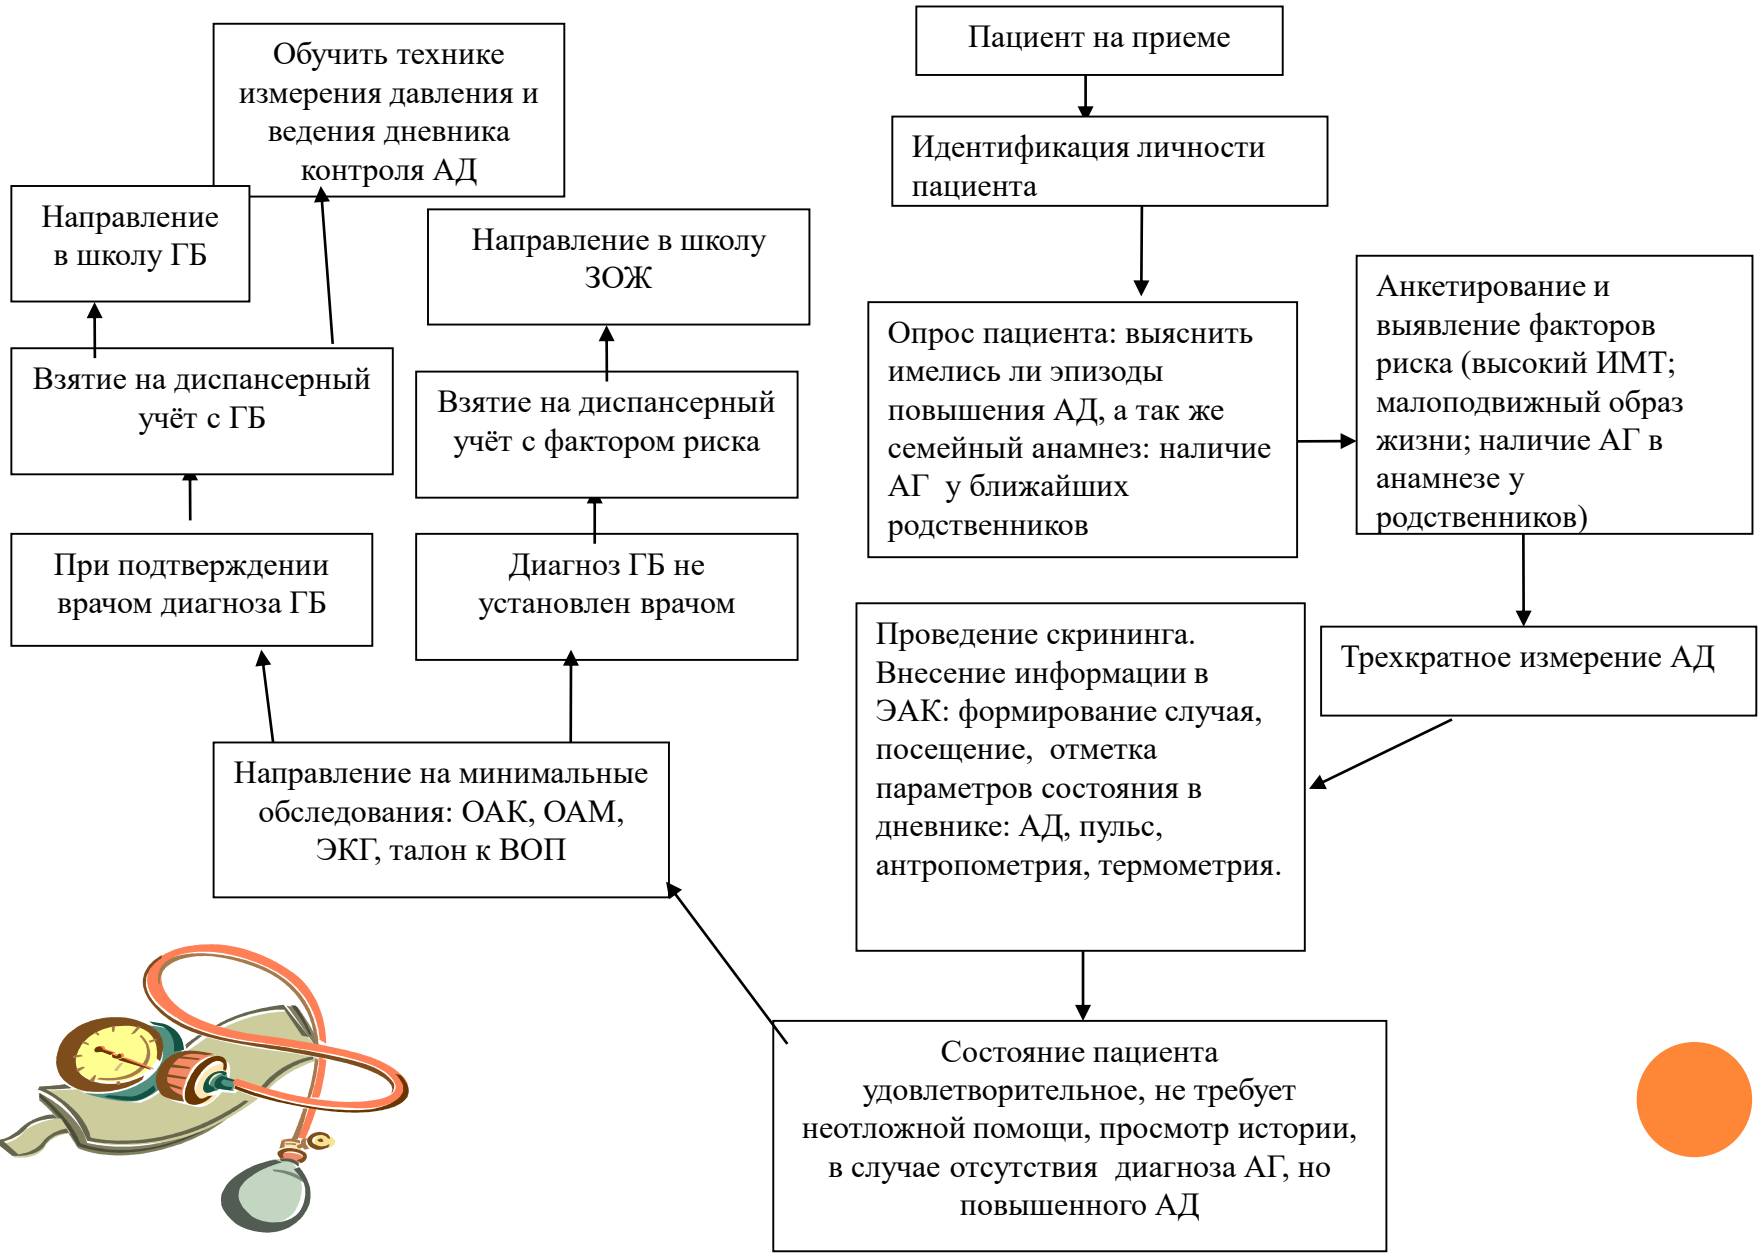 Пациент на приеме
Идентификация личности
пациента
Опрос пациента: выяснить
имелись ли эпизоды
повышения АД, а так же
семейный анамнез: наличие
АГ  у ближайших
родственников
Анкетирование и
выявление факторов
риска (высокий ИМТ;
малоподвижный образ
жизни; наличие АГ в
анамнезе у
родственников)
Трехкратное измерение АД
Проведение скрининга.
Внесение информации в
ЭАК: формирование случая,
посещение,  отметка
параметров состояния в
дневнике: АД, пульс,
антропометрия, термометрия.
Состояние пациента
удовлетворительное, не требует
неотложной помощи, просмотр истории,
в случае отсутствия  диагноза АГ, но
повышенного АД
Направление на минимальные
обследования: ОАК, ОАМ,
ЭКГ, талон к ВОП
При подтверждении
врачом диагноза ГБ
Диагноз ГБ не
установлен врачом
Взятие на диспансерный
учёт с ГБ
Взятие на диспансерный
учёт с фактором риска
Направление
в школу ГБ
Обучить технике
измерения давления и
ведения дневника
контроля АД
Направление в школу
ЗОЖ